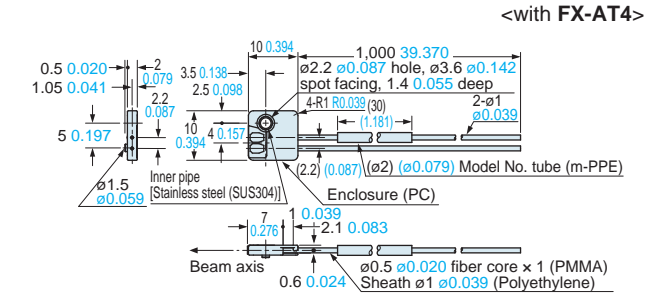 <with FX-AT4>
10 0.394
1,000 39.370
0.5 0.020
2
0.079
3.5 0.138
ø2.2 ø0.087 hole, ø3.6 ø0.142
spot facing, 1.4 0.055 deep
1.05 0.041
2.5 0.098
2.2
0.087
4-R1 R0.039
(30)
(1.181)
2-ø1
ø0.039
5 0.197
10
0.394
4 0.157
(2.2) (0.087)
(ø2) (ø0.079) Model No. tube (m-PPE)
ø1.5
ø0.059
Inner pipe
[Stainless steel (SUS304)]
Enclosure (PC)
7
0.276
1 0.039
2.1 0.083
Beam axis
0.6 0.024
ø0.5 ø0.020 fiber core × 1 (PMMA)
Sheath ø1 ø0.039 (Polyethylene)